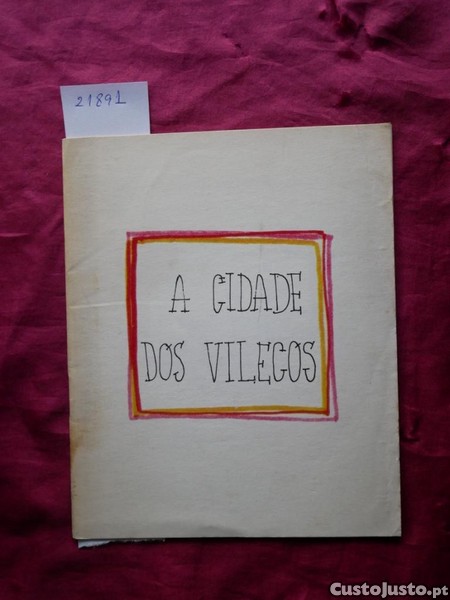 21891
A CIDADE
DOS VILEGOS
CustoJusto.pt